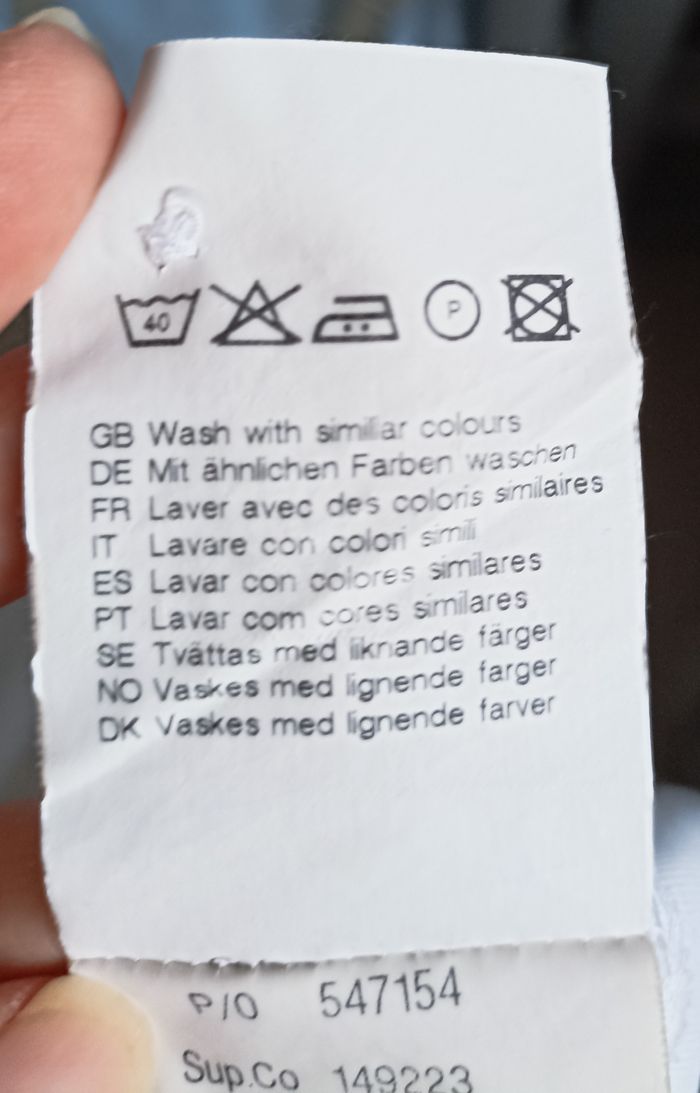 40 P
GB Wash with similiar colours
DE Mit ähnlichen Farben waschen
FR Laver avec des coloris similaires
IT Lavare con colori simili
ES Lavar con colores similares
PT Lavar com cores similares
SE Tvättas med liknande färger
NO Vaskes med lignende farger
DK Vaskes med lignende farver
P/O 547154
Sup.Co 149223